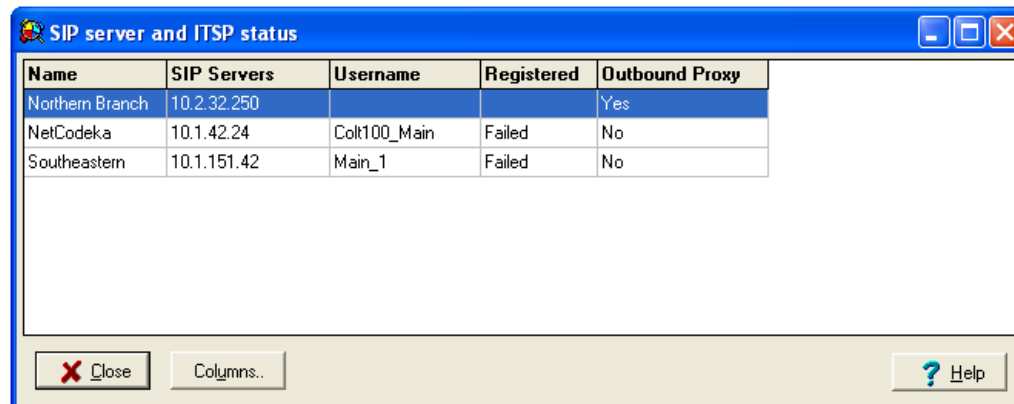 SIP server and ITSP status
Name SIP Servers Username Registered Outbound Proxy
Northern Branch 10.2.32.250 Yes
NetCodeka 10.1.42.24 Colt100_Main Failed No
Southeastern 10.1.151.42 Main_1 Failed No
Close Columns.. Help